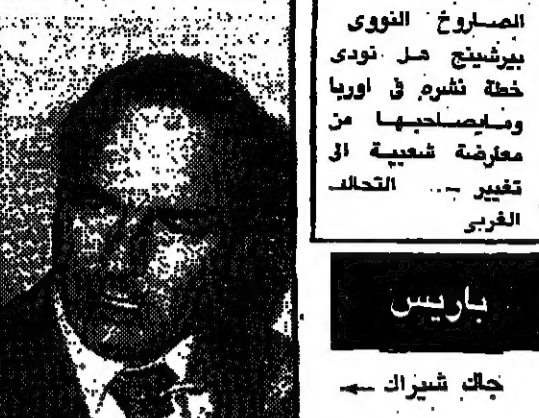 الصاروخ النووى
بيرشينج هل تودى
خطة نشره فى اوربا
ومايصاحبها من
معارضة شعبية الى
تغيير ... التحالف
الغربى
باريس
جاك شيراك